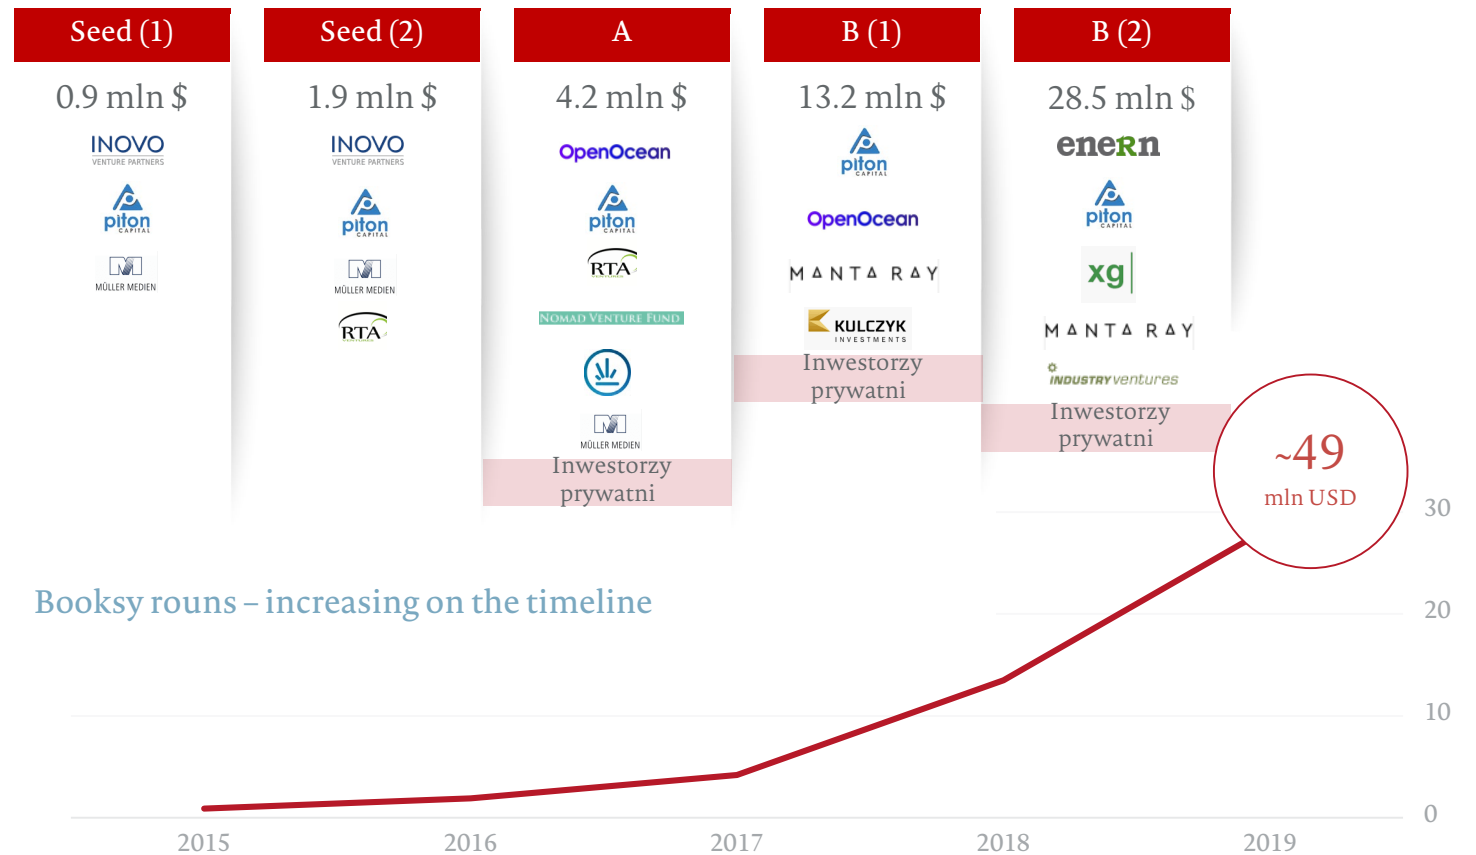 Seed (1)
0.9 mln $
INOVO
VENTURE PARTNERS
piton
CAPITAL
MÜLLER MEDIEN
Seed (2)
1.9 mln $
INOVO
VENTURE PARTNERS
piton
CAPITAL
MÜLLER MEDIEN
RTA
A
4.2 mln $
OpenOcean
piton
CAPITAL
RTA
NOMAD VENTURE FUND
MÜLLER MEDIEN
Inwestorzy
prywatni
B (1)
13.2 mln $
piton
CAPITAL
OpenOcean
MANTA RAY
KULCZYK
INVESTMENTS
Inwestorzy
prywatni
B (2)
28.5 mln $
enern
piton
CAPITAL
xg
MANTA RAY
INDUSTRY ventures
Inwestorzy
prywatni
~49
mln USD
Booksy rouns – increasing on the timeline
30
20
10
0
2015 2016 2017 2018 2019